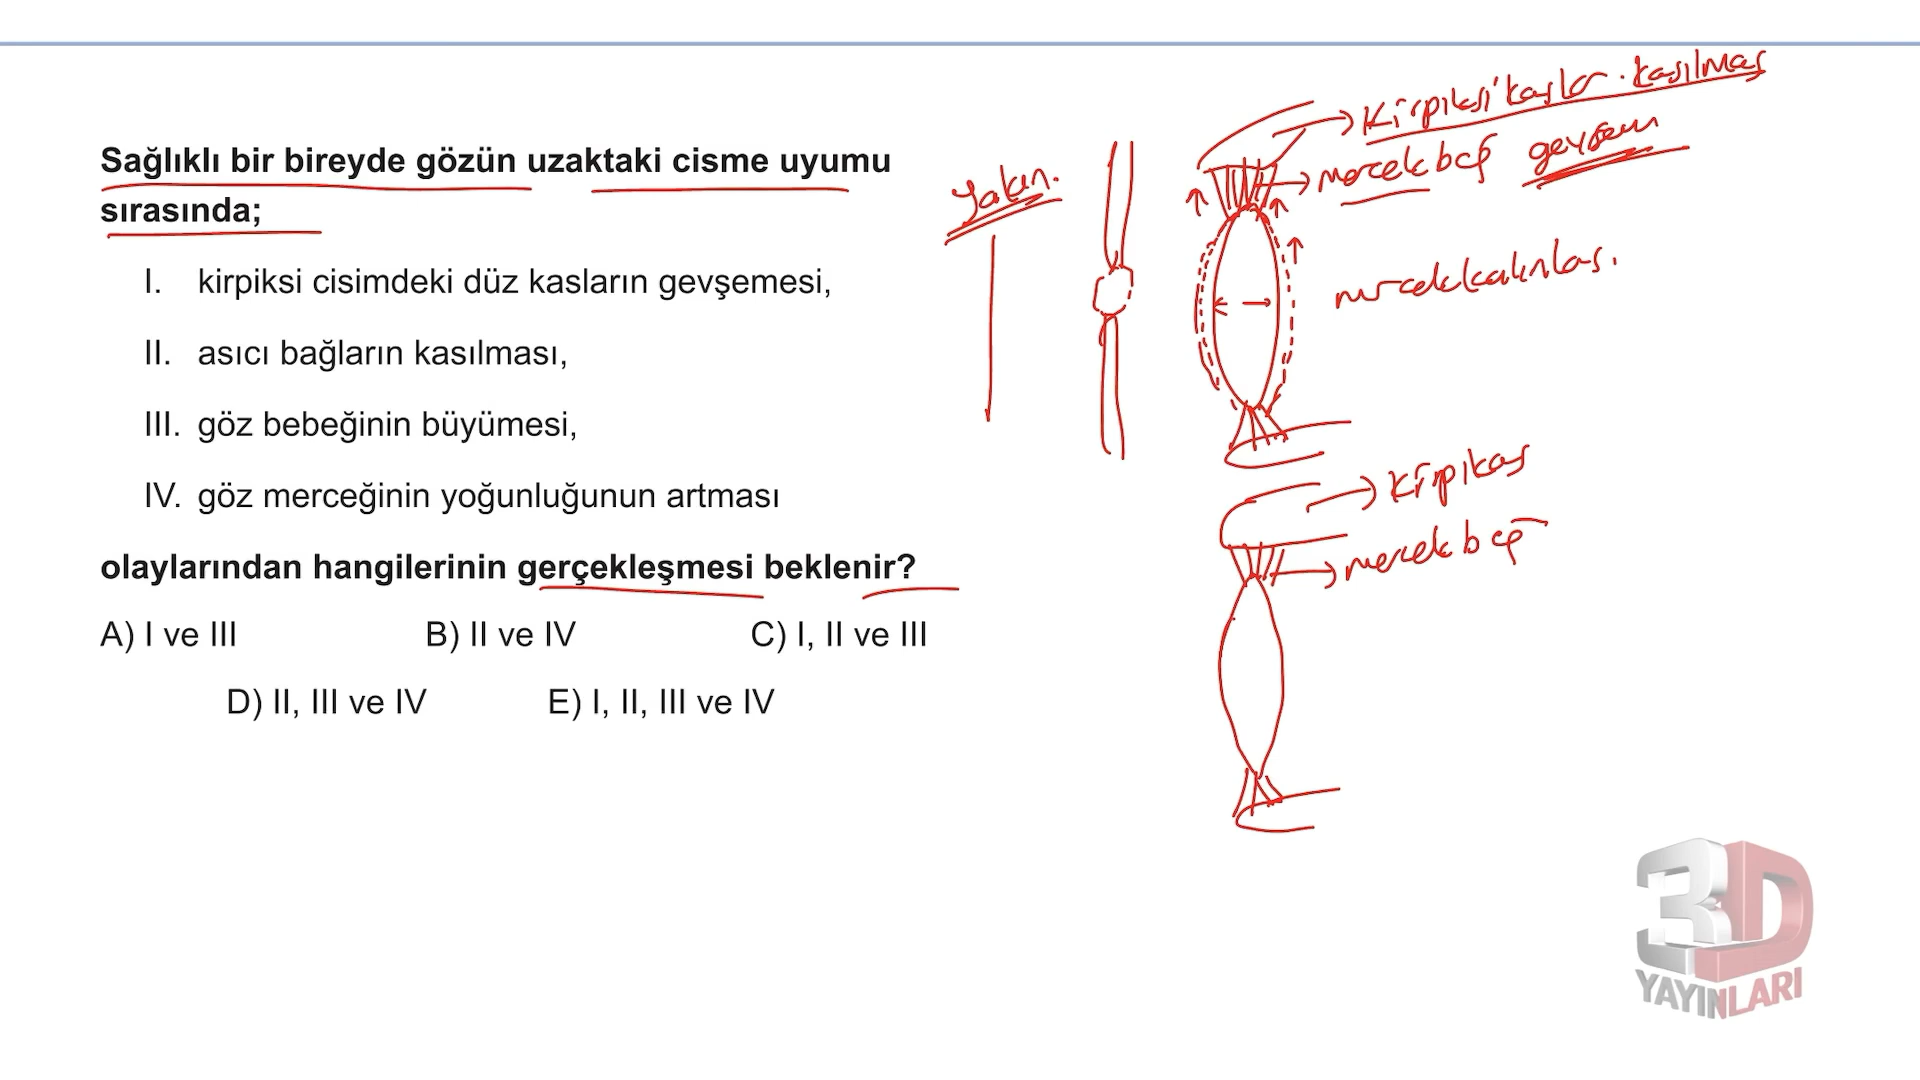 Sağlıklı bir bireyde gözün uzaktaki cisme uyumu
sırasında;
I. kirpiksi cisimdeki düz kasların gevşemesi,
II. asıcı bağların kasılması,
III. göz bebeğinin büyümesi,
IV. göz merceğinin yoğunluğunun artması
olaylarından hangilerinin gerçekleşmesi beklenir?
A) I ve III B) II ve IV C) I, II ve III
D) II, III ve IV E) I, II, III ve IV
Yakın.
Kirpiksi kaslar. kasılmas
mercek bağ gevşem
mercek kalınlaş.
Kirpi kas
mercek bağ
3D
YAYINLARI